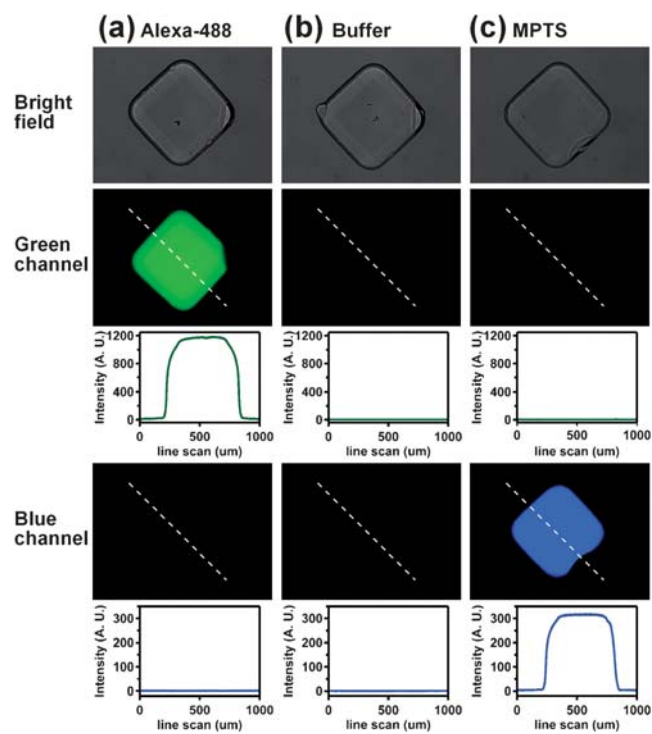 (a) Alexa-488 (b) Buffer (c) MPTS
Bright
field
Green
channel
Intensity (A. U.)
1200
800
400
0
0 500 1000
line scan (um)
Intensity (A. U.)
1200
800
400
0
0 500 1000
line scan (um)
Intensity (A. U.)
1200
800
400
0
0 500 1000
line scan (um)
Blue
channel
Intensity (A. U.)
300
200
100
0
0 500 1000
line scan (um)
Intensity (A. U.)
300
200
100
0
0 500 1000
line scan (um)
Intensity (A. U.)
300
200
100
0
0 500 1000
line scan (um)